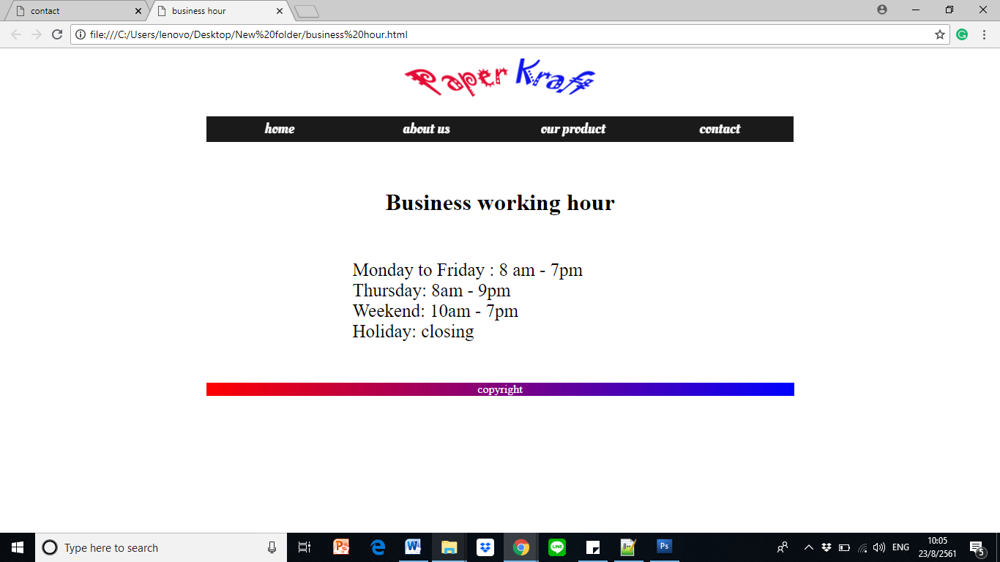 contact
business hour
file:///C:/Users/lenovo/Desktop/New%20folder/business%20hour.html
Paper Kraft
home about us our product contact
Business working hour
Monday to Friday : 8 am - 7pm
Thursday: 8am - 9pm
Weekend: 10am - 7pm
Holiday: closing
copyright
Type here to search
ENG
10:05
23/8/2561
5